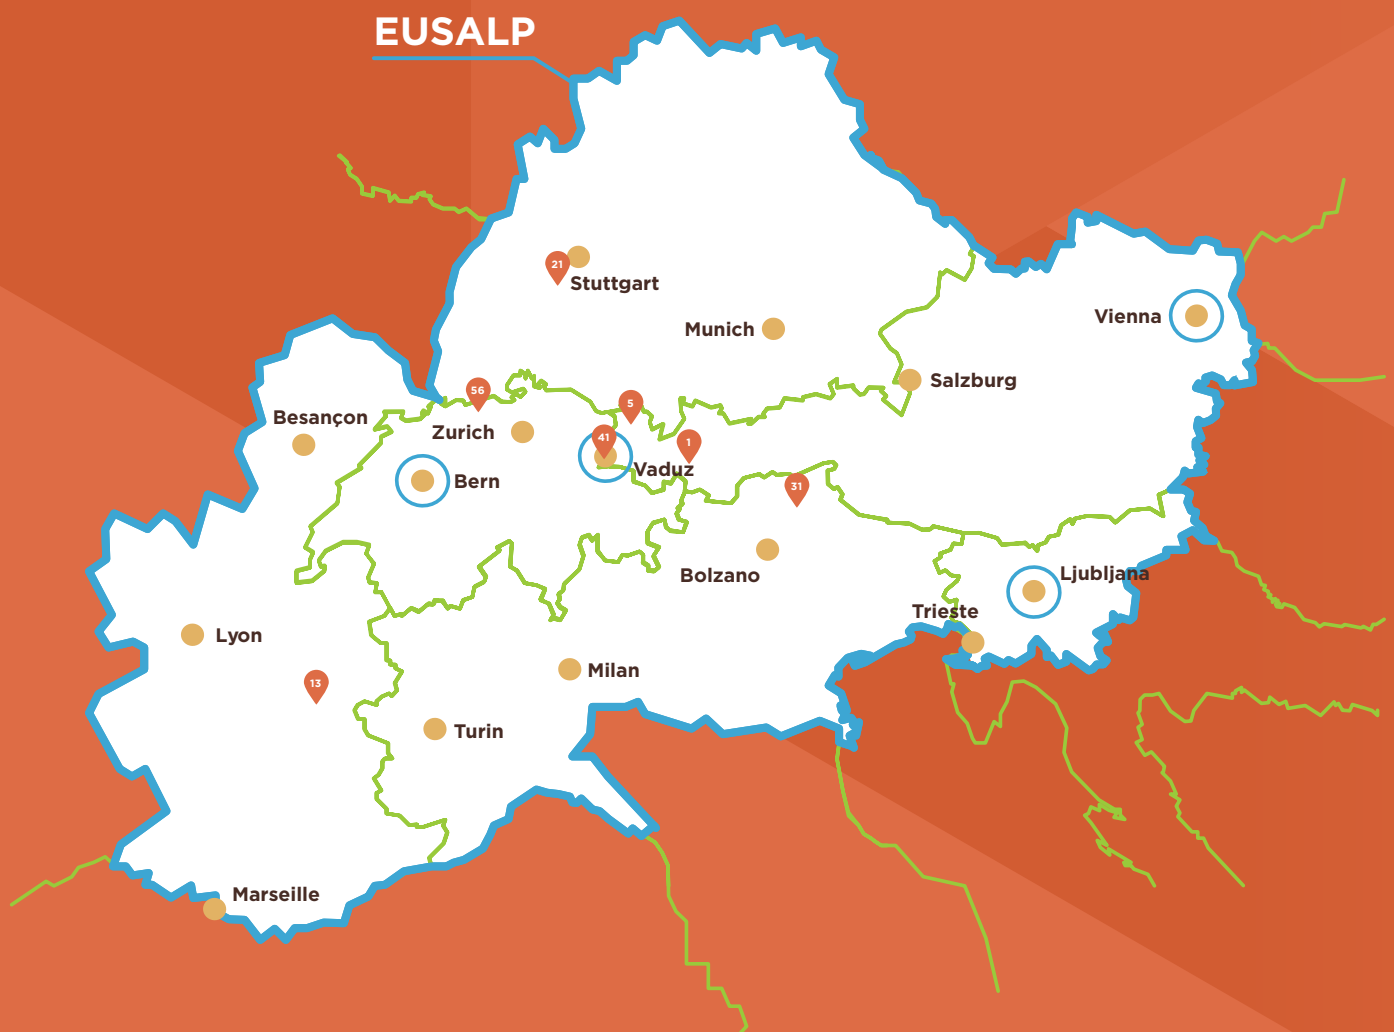 EUSALP
21
Stuttgart
Vienna
Munich
Salzburg
56
5
Besançon
Zurich
41
1
Vaduz
Bern
31
Bolzano
Ljubljana
Trieste
Lyon
Milan
13
Turin
Marseille